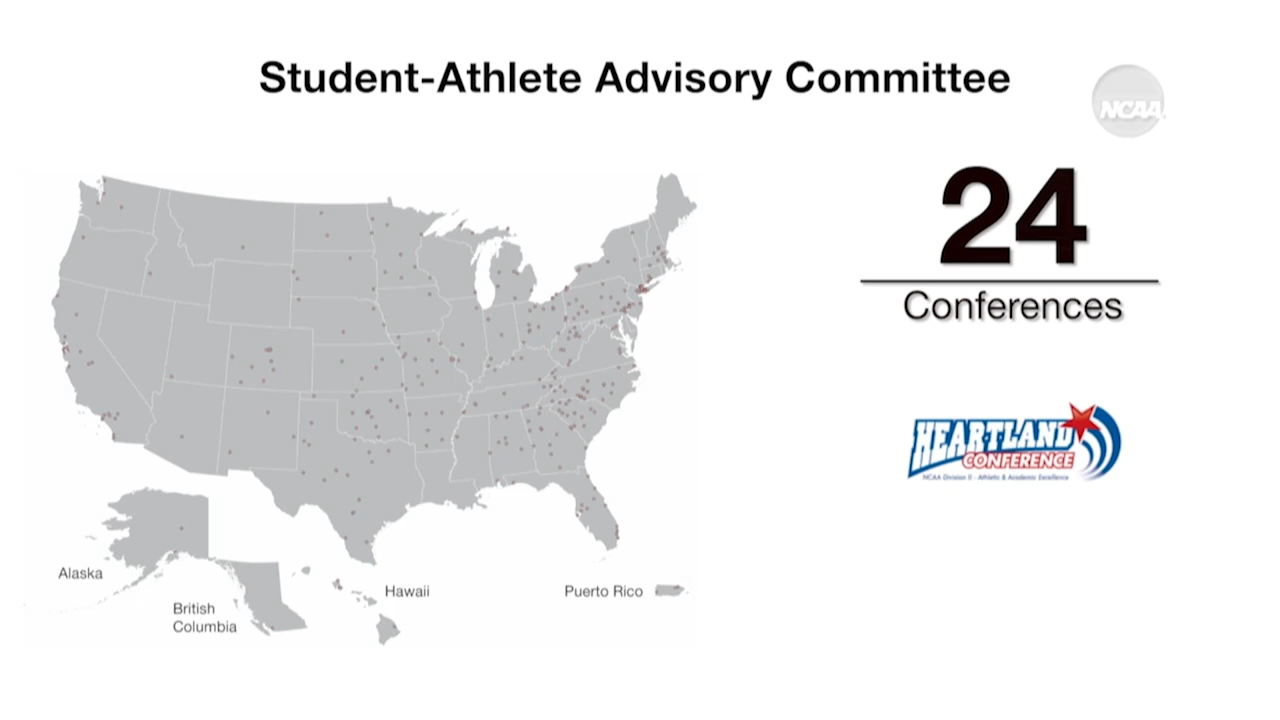 Student-Athlete Advisory Committee
NCAA
24
Conferences
HEARTLAND
CONFERENCE
NCAA Division II - Athletic & Academic Excellence
Alaska
British
Columbia
Hawaii
Puerto Rico